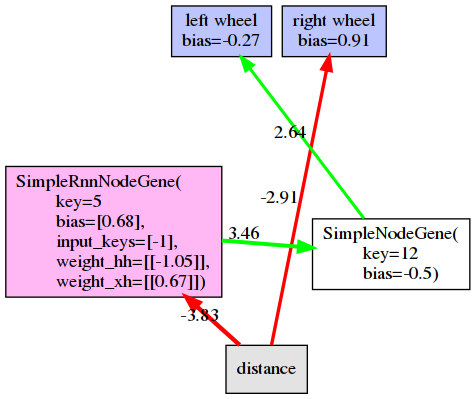 left wheel
bias=-0.27
right wheel
bias=0.91
2.64
-2.91
SimpleRnnNodeGene(
key=5
bias=[0.68],
input_keys=[-1],
weight_hh=[[-1.05]],
weight_xh=[[0.67]])
3.46
SimpleNodeGene(
key=12
bias=-0.5)
-3.83
distance